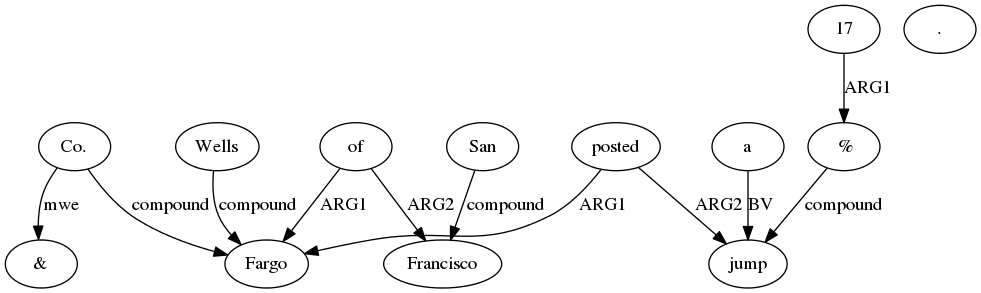 17 .
ARG1
Co. Wells of San posted a %
mwe compound compound ARG1 ARG2 compound ARG1 ARG2 BV compound
& Fargo Francisco jump